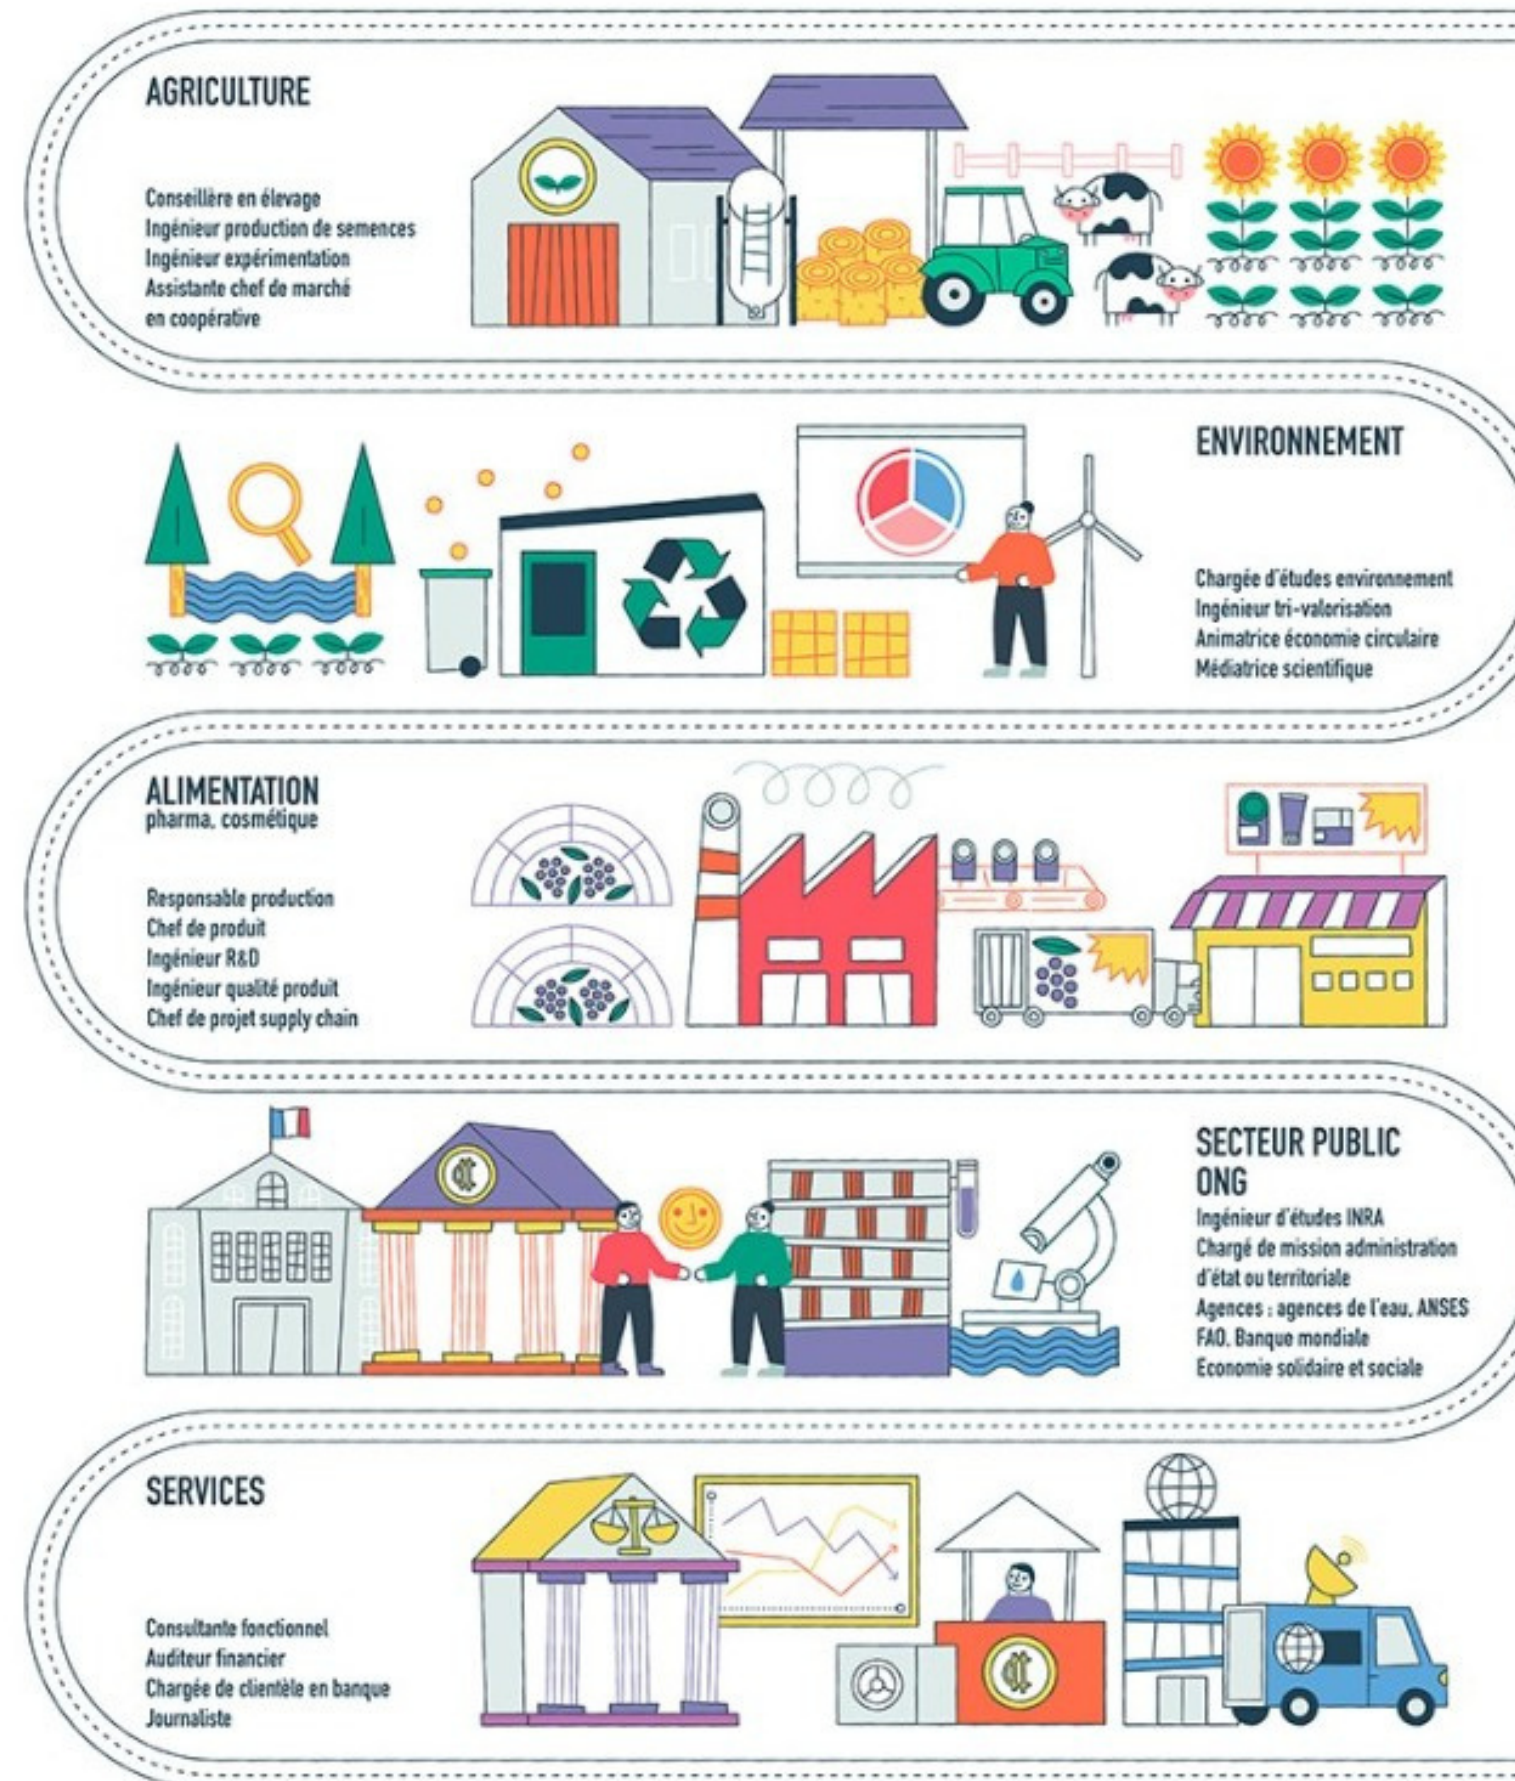 AGRICULTURE
Conseillère en élevage
Ingénieur production de semences
Ingénieur expérimentation
Assistante chef de marché
en coopérative
ENVIRONNEMENT
Chargée d'études environnement
Ingénieur tri-valorisation
Animatrice économie circulaire
Médiatrice scientifique
ALIMENTATION
pharma, cosmétique
Responsable production
Chef de produit
Ingénieur R&D
Ingénieur qualité produit
Chef de projet supply chain
SECTEUR PUBLIC
ONG
Ingénieur d'études INRA
Chargé de mission administration
d'état ou territoriale
Agences : agences de l'eau, ANSES
FAO, Banque mondiale
Economie solidaire et sociale
SERVICES
Consultante fonctionnel
Auditeur financier
Chargée de clientèle en banque
Journaliste